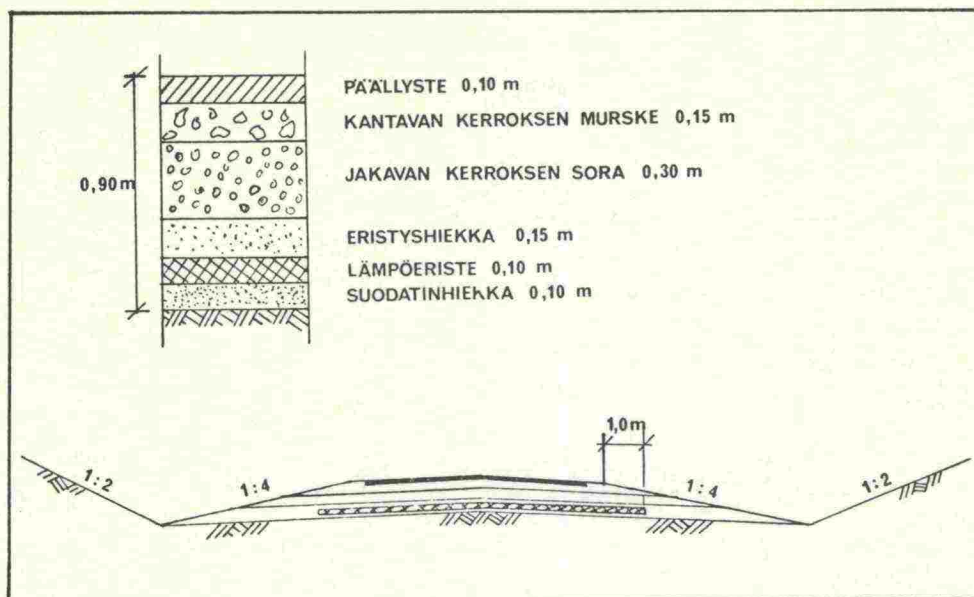 PÄÄLLYSTE 0,10 m
KANTAVAN KERROKSEN MURSKE 0,15 m
0,90 m
JAKAVAN KERROKSEN SORA 0,30 m
ERISTYSHIEKKA 0,15 m
LÄMPÖERISTE 0,10 m
SUODATINHIEKKA 0,10 m
1,0 m
1:2
1:4
1:4
1:2